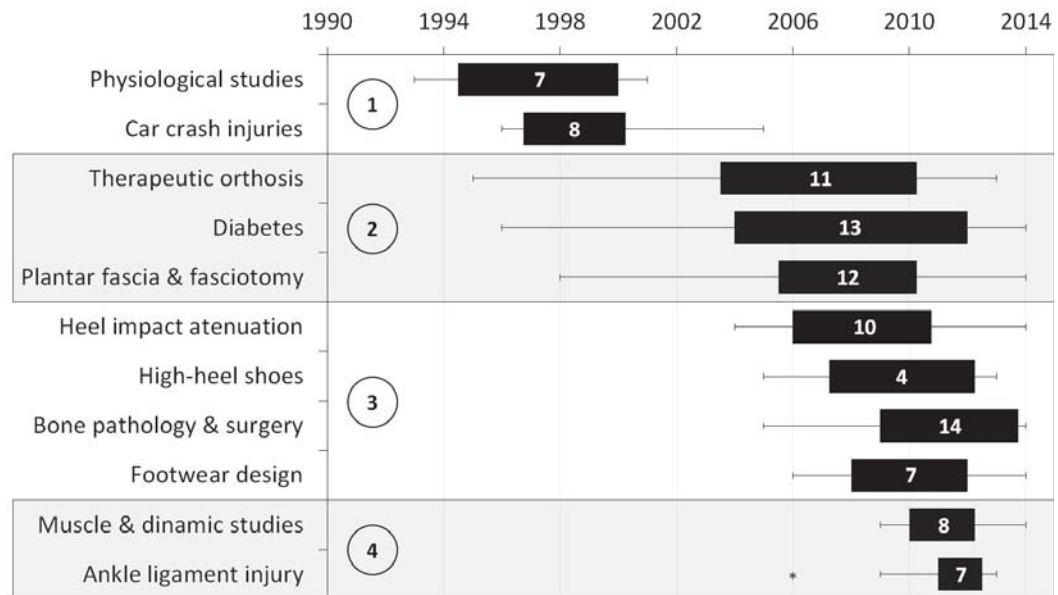 1990 1994 1998 2002 2006 2010 2014
Physiological studies 7
1
Car crash injuries 8
Therapeutic orthosis 11
Diabetes 2 13
Plantar fascia & fasciotomy 12
Heel impact atenuation 10
High-heel shoes 4
3
Bone pathology & surgery 14
Footwear design 7
Muscle & dinamic studies 8
4
Ankle ligament injury * 7